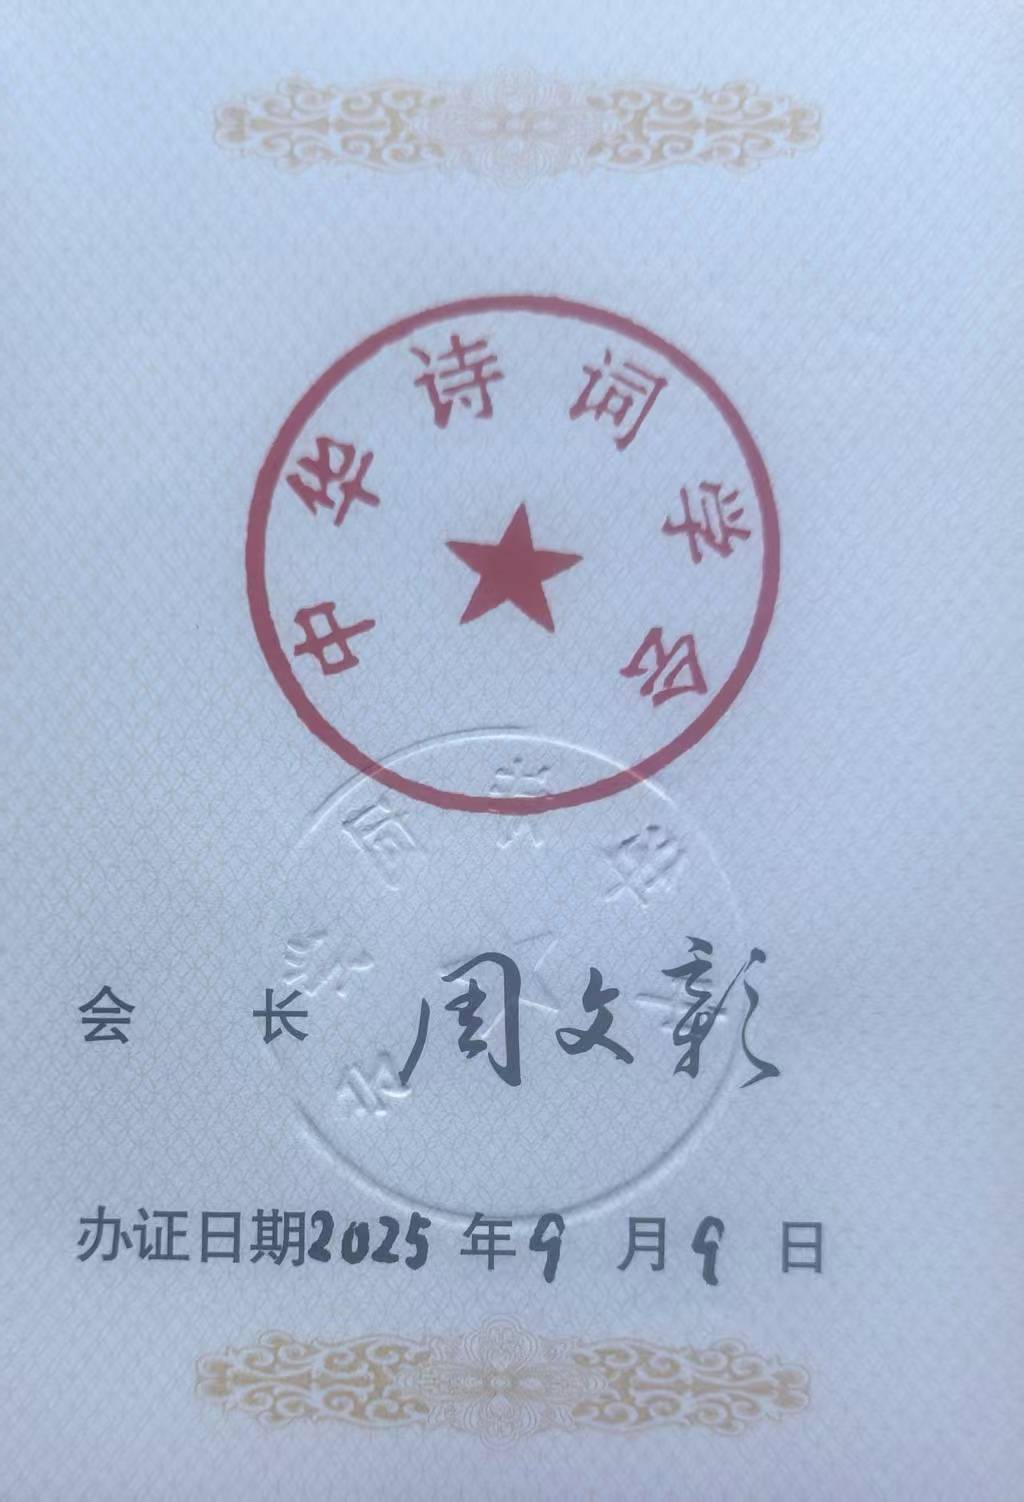 中华诗词学会
会 长 周文彰
办证日期2025年9月9日